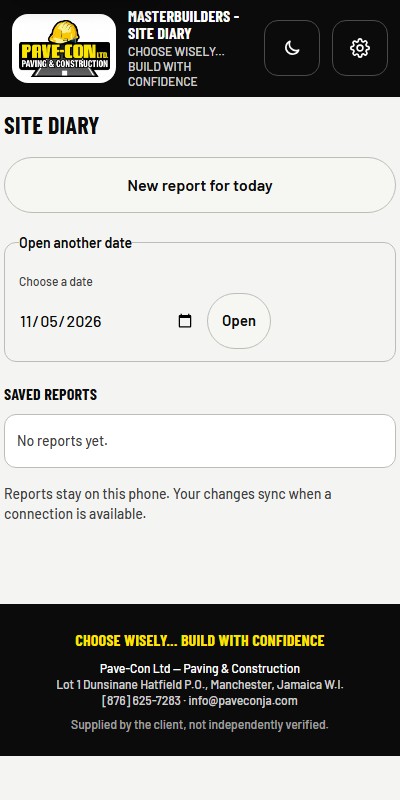 PAVE-CON LTD.
PAVING & CONSTRUCTION
MASTERBUILDERS -
SITE DIARY
CHOOSE WISELY...
BUILD WITH
CONFIDENCE
SITE DIARY
New report for today
Open another date
Choose a date
11/05/2026
Open
SAVED REPORTS
No reports yet.
Reports stay on this phone. Your changes sync when a
connection is available.
CHOOSE WISELY... BUILD WITH CONFIDENCE
Pave-Con Ltd — Paving & Construction
Lot 1 Dunsinane Hatfield P.O., Manchester, Jamaica W.I.
[876] 625-7283 · info@paveconja.com
Supplied by the client, not independently verified.